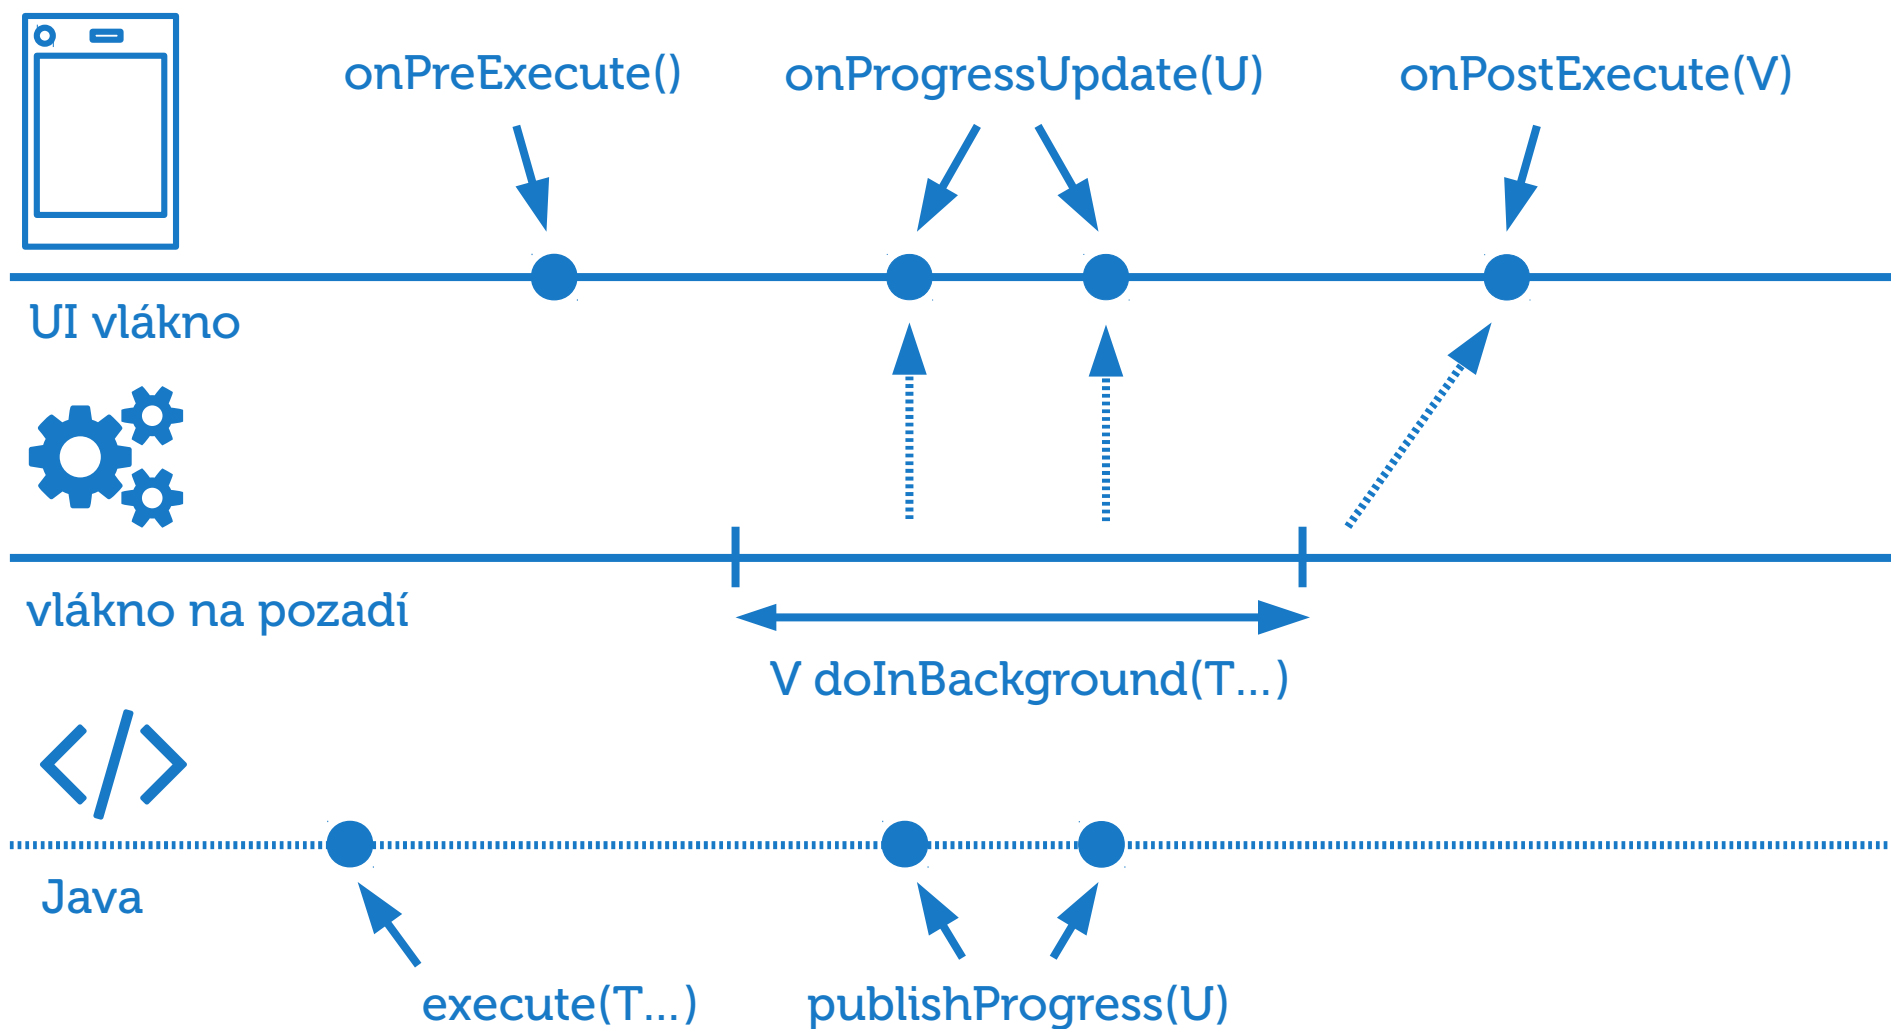 onPreExecute()
onProgressUpdate(U)
onPostExecute(V)
UI vlákno
vlákno na pozadí
V doInBackground(T...)
Java
execute(T...)
publishProgress(U)